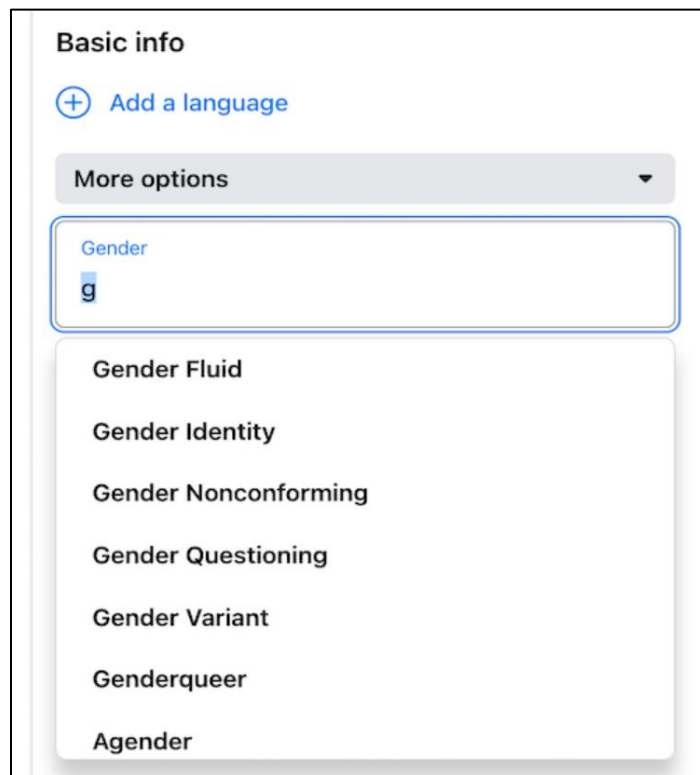 Basic info
Add a language
More options
Gender
g
Gender Fluid
Gender Identity
Gender Nonconforming
Gender Questioning
Gender Variant
Genderqueer
Agender